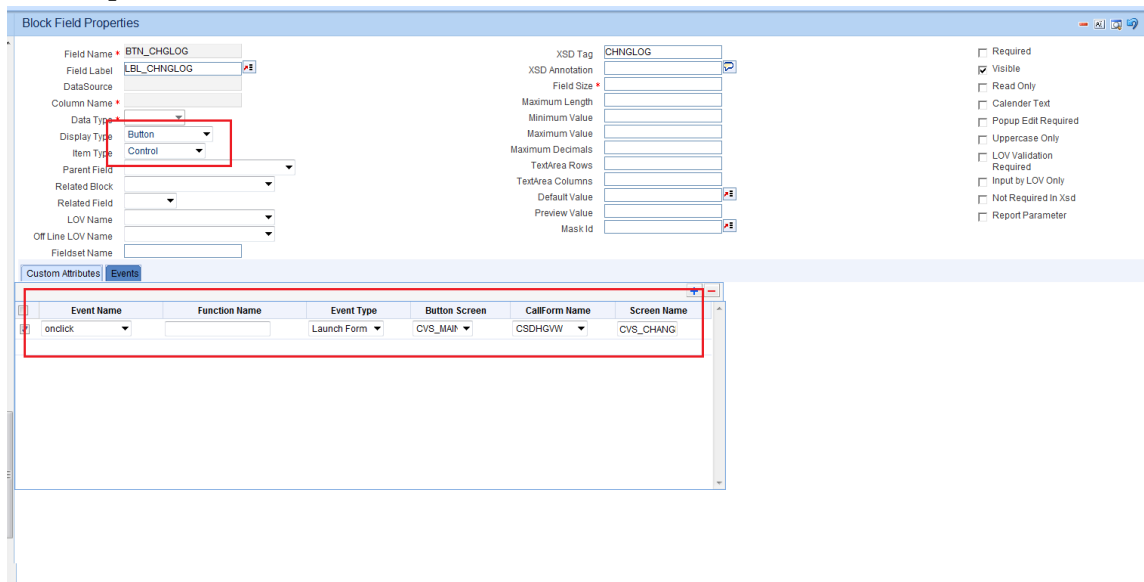 Block Field Properties
Field Name * BTN_CHGLOG
Field Label LBL_CHNGLOG
DataSource
Column Name *
Data Type *
Display Type Button
Item Type Control
Parent Field
Related Block
Related Field
LOV Name
Off Line LOV Name
Fieldset Name
XSD Tag CHNGLOG
XSD Annotation
Field Size *
Maximum Length
Minimum Value
Maximum Value
Maximum Decimals
TextArea Rows
TextArea Columns
Default Value
Preview Value
Mask Id
Required
Visible
Read Only
Calender Text
Popup Edit Required
Uppercase Only
LOV Validation
Required
Input by LOV Only
Not Required In Xsd
Report Parameter
Custom Attributes Events
Event Name Function Name Event Type Button Screen CallForm Name Screen Name
onclick Launch Form CVS_MAIN CSDHGVW CVS_CHANG